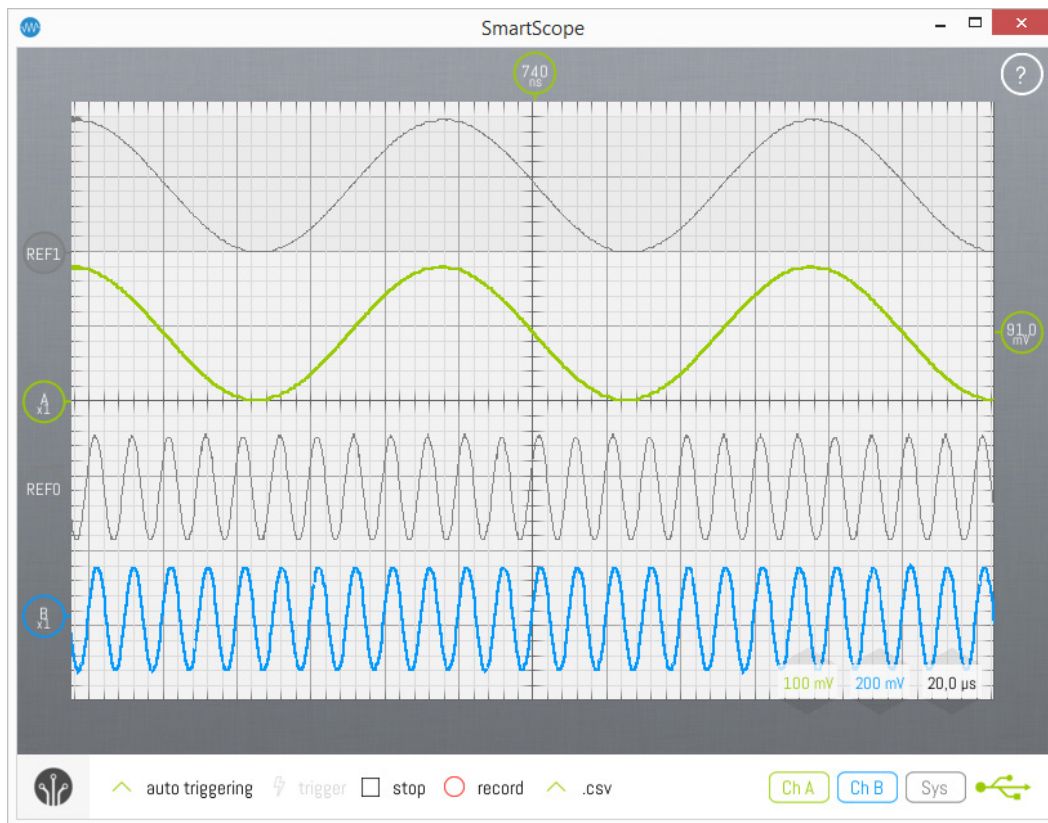 SmartScope
740
ns
?
REF1
91,0
mV
A
x1
REF0
B
x1
100 mV 200 mV 20,0 µs
auto triggering trigger stop record .csv
Ch A Ch B Sys